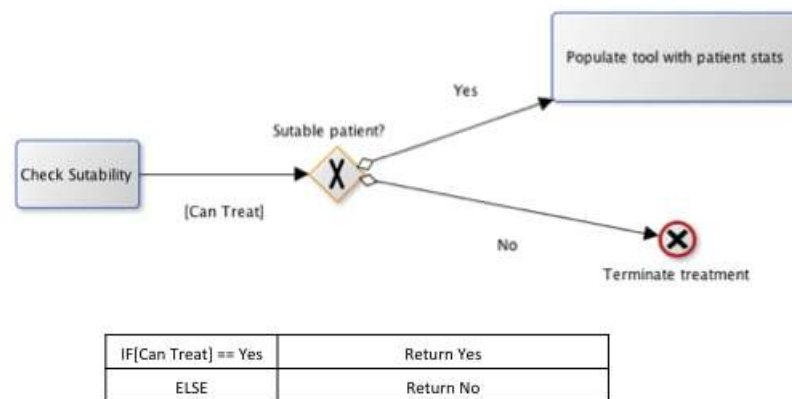 Populate tool with patient stats
Yes
Sutable patient?
Check Sutability
[Can Treat]
No
Terminate treatment
IF[Can Treat] == Yes Return Yes
ELSE Return No